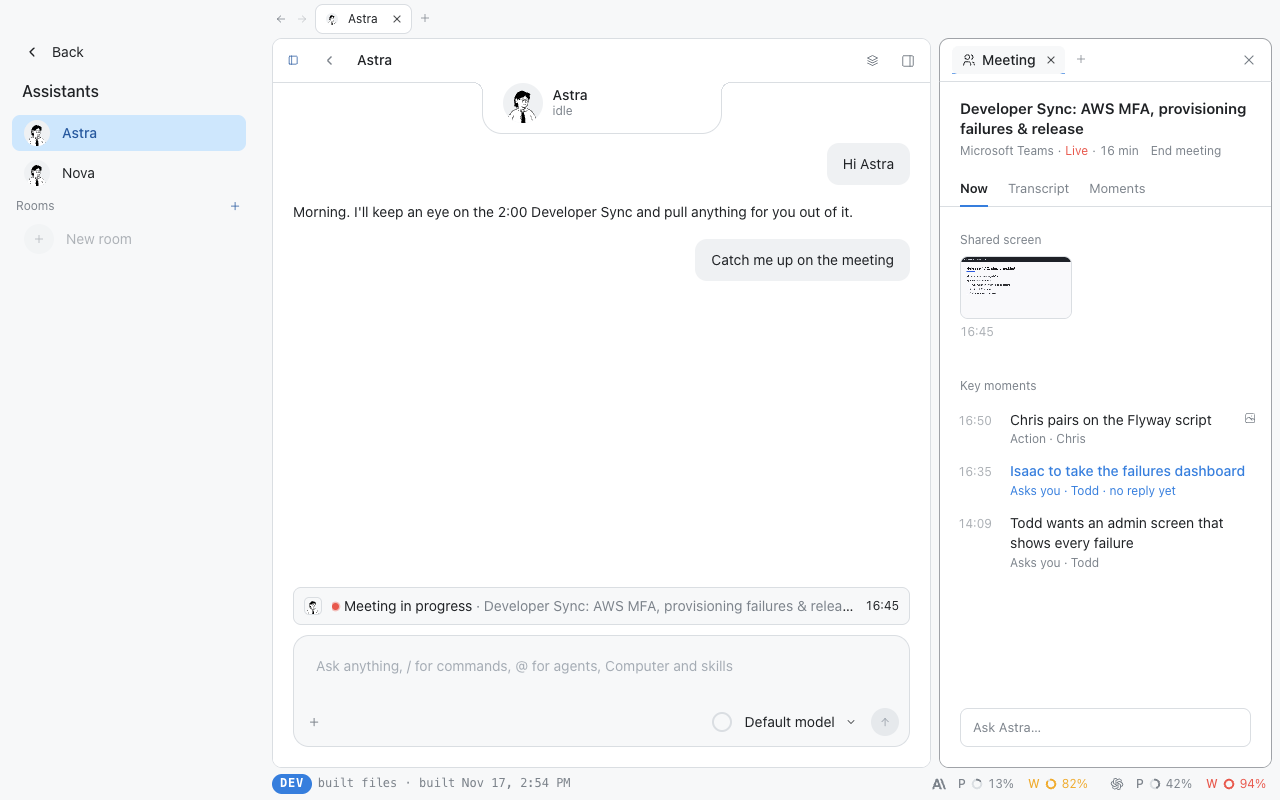 Astra
Back
Assistants
Astra
Nova
Rooms
New room
Astra
Astra
idle
Hi Astra
Morning. I'll keep an eye on the 2:00 Developer Sync and pull anything for you out of it.
Catch me up on the meeting
Meeting in progress · Developer Sync: AWS MFA, provisioning failures & relea... 16:45
Ask anything, / for commands, @ for agents, Computer and skills
Default model
Meeting
Developer Sync: AWS MFA, provisioning
failures & release
Microsoft Teams · Live · 16 min End meeting
Now Transcript Moments
Shared screen
16:45
Key moments
16:50 Chris pairs on the Flyway script
Action · Chris
16:35 Isaac to take the failures dashboard
Asks you · Todd · no reply yet
14:09 Todd wants an admin screen that
shows every failure
Asks you · Todd
Ask Astra...
DEV built files · built Nov 17, 2:54 PM
P 13% W 82% P 42% W 94%